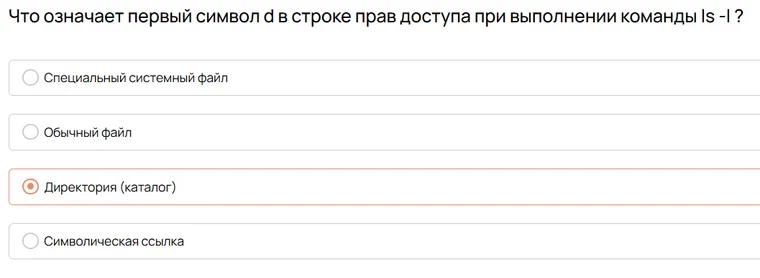 Что означает первый символ d в строке прав доступа при выполнении команды ls -l ?
Специальный системный файл
Обычный файл
Директория (каталог)
Символическая ссылка